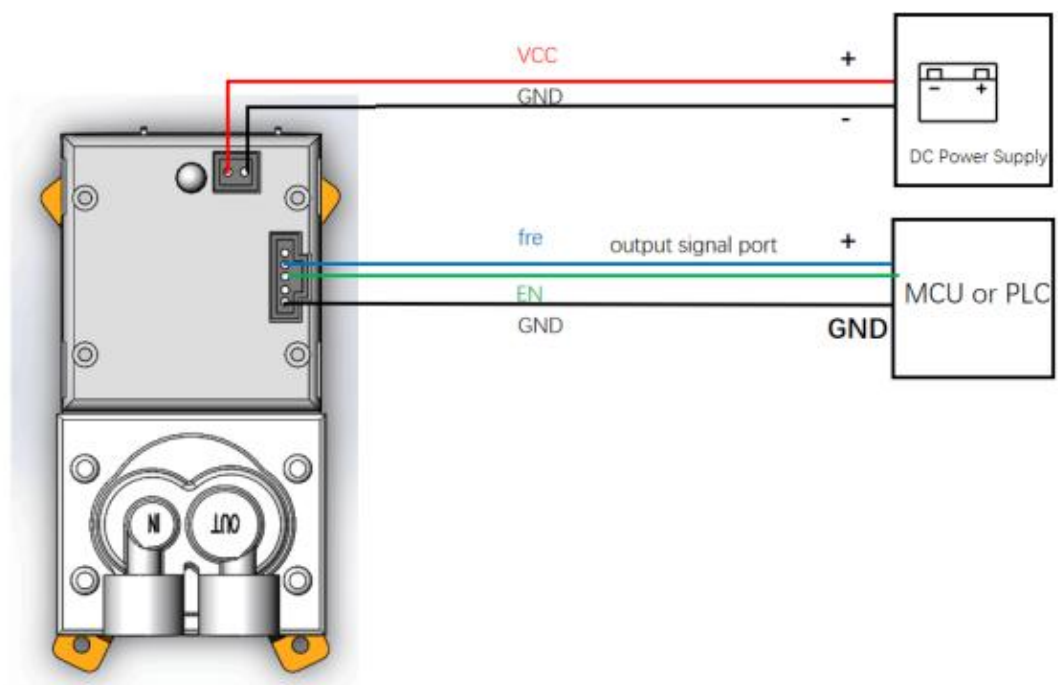 VCC
+
GND
-
DC Power Supply
fre
output signal port
+
EN
MCU or PLC
GND
GND
IN
OUT